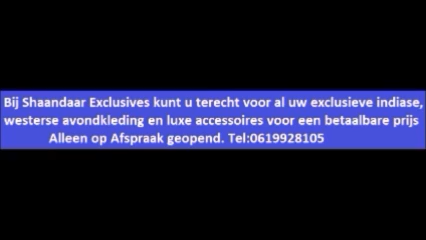 Bij Shaandaar Exclusives kunt u terecht voor al uw exclusieve indiase,
westerse avondkleding en luxe accessoires voor een betaalbare prijs
Alleen op Afspraak geopend. Tel:0619928105